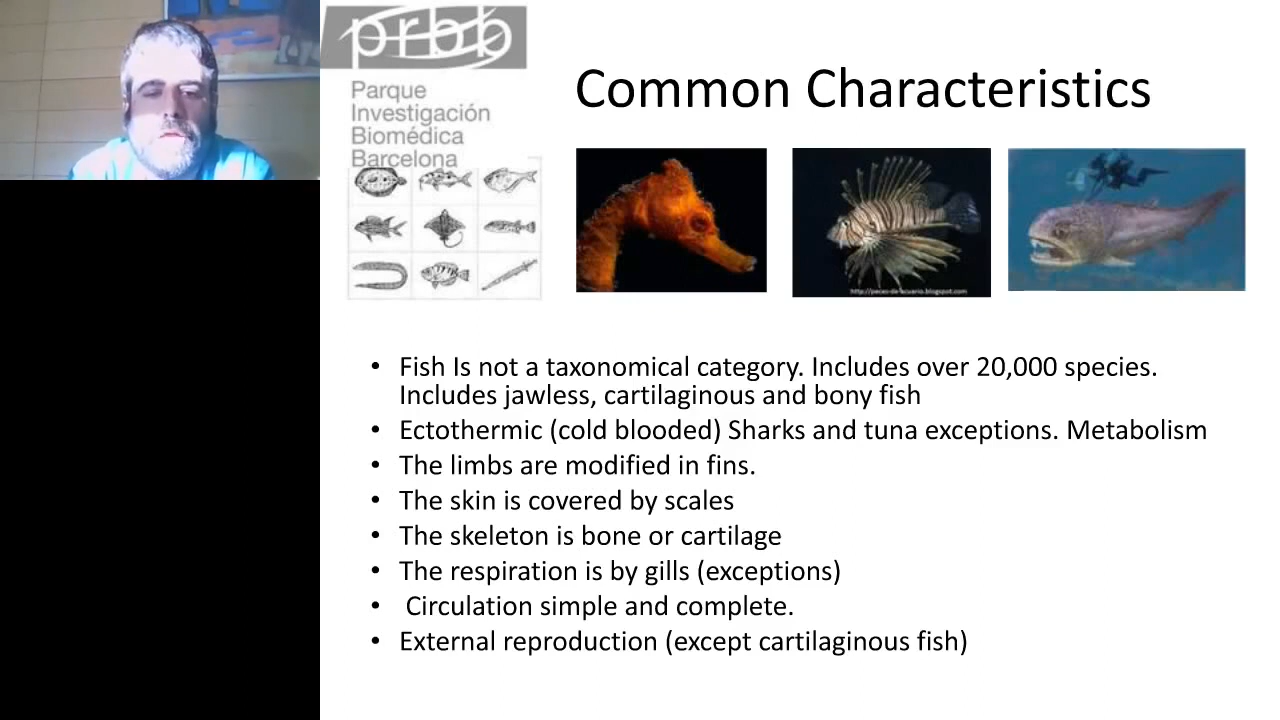 prbb
Parque
Investigación
Biomédica
Barcelona
Common Characteristics
http://peces-de-acuario.blogspot.com
• Fish Is not a taxonomical category. Includes over 20,000 species.
Includes jawless, cartilaginous and bony fish
• Ectothermic (cold blooded) Sharks and tuna exceptions. Metabolism
• The limbs are modified in fins.
• The skin is covered by scales
• The skeleton is bone or cartilage
• The respiration is by gills (exceptions)
• Circulation simple and complete.
• External reproduction (except cartilaginous fish)